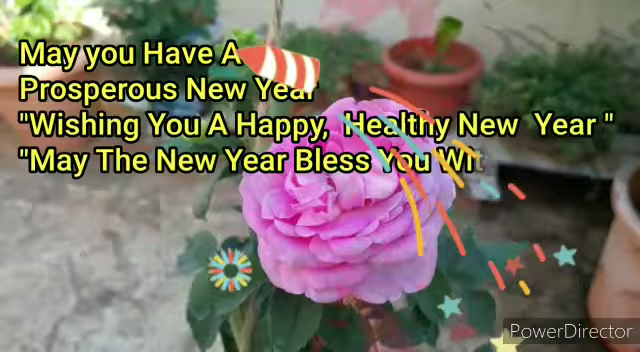 May you Have A
Prosperous New Year
"Wishing You A Happy,  Healthy New  Year "
"May The New Year Bless You Wit
PowerDirector